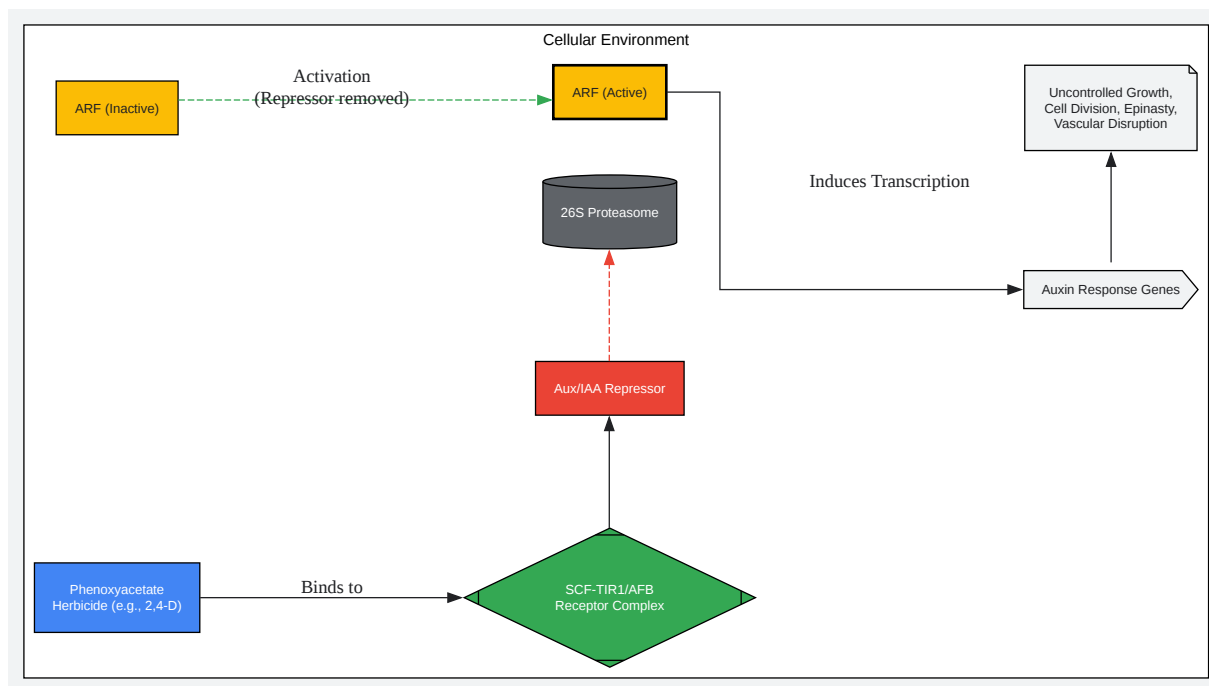 Cellular Environment
ARF (Inactive)
Activation
(Repressor removed)
ARF (Active)
Uncontrolled Growth,
Cell Division, Epinasty,
Vascular Disruption
26S Proteasome
Induces Transcription
Auxin Response Genes
Aux/IAA Repressor
Phenoxyacetate
Herbicide (e.g., 2,4-D)
Binds to
SCF-TIR1/AFB
Receptor Complex